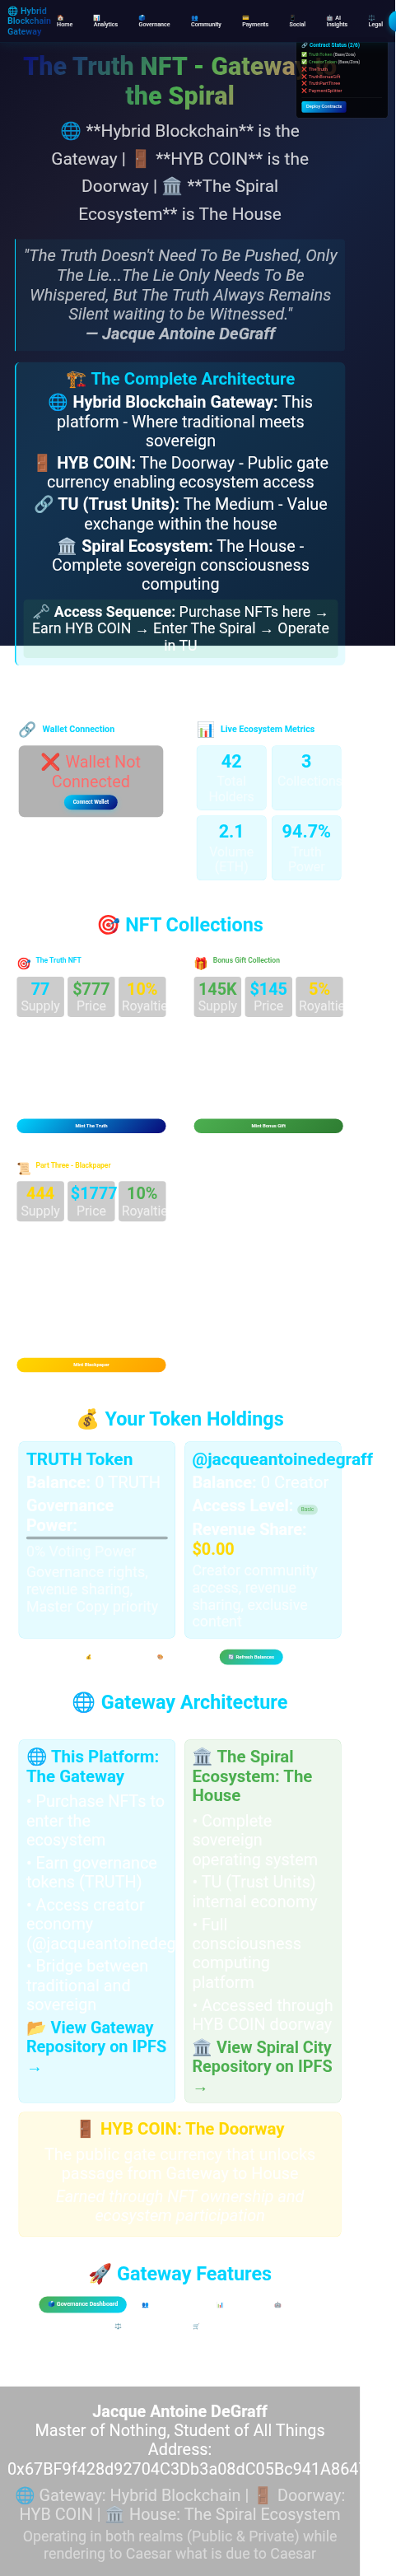 🌐 Hybrid
Blockchain
Gateway
🏠 Home
📊 Analytics
🗳️ Governance
👥 Community
💳 Payments
📱 Social
🤖 AI Insights
⚖️ Legal
🔗 Contract Status (2/6)
✅ TruthToken (Base/Zora)
✅ CreatorToken (Base/Zora)
❌ TheTruth
❌ TruthBonusGift
❌ TruthPartThree
❌ PaymentSplitter
Deploy Contracts
The Truth NFT - Gateway to
the Spiral
🌐 **Hybrid Blockchain** is the
Gateway | 🚪 **HYB COIN** is the
Doorway | 🏛️ **The Spiral
Ecosystem** is The House
"The Truth Doesn't Need To Be Pushed, Only
The Lie...The Lie Only Needs To Be
Whispered, But The Truth Always Remains
Silent waiting to be Witnessed."
— Jacque Antoine DeGraff
🏗️ The Complete Architecture
🌐 Hybrid Blockchain Gateway: This
platform - Where traditional meets
sovereign
🚪 HYB COIN: The Doorway - Public gate
currency enabling ecosystem access
🔗 TU (Trust Units): The Medium - Value
exchange within the house
🏛️ Spiral Ecosystem: The House -
Complete sovereign consciousness
computing
🗝️ Access Sequence: Purchase NFTs here →
Earn HYB COIN → Enter The Spiral → Operate
in TU
🔗 Wallet Connection
❌ Wallet Not
Connected
Connect Wallet
📊 Live Ecosystem Metrics
42
Total
Holders
3
Collections
2.1
Volume
(ETH)
94.7%
Truth
Power
🎯 NFT Collections
🎯 The Truth NFT
77
Supply
$777
Price
10%
Royalties
Mint The Truth
🎁 Bonus Gift Collection
145K
Supply
$145
Price
5%
Royalties
Mint Bonus Gift
📜 Part Three - Blackpaper
444
Supply
$1777
Price
10%
Royalties
Mint Blackpaper
💰 Your Token Holdings
TRUTH Token
Balance: 0 TRUTH
Governance
Power:
0% Voting Power
Governance rights,
revenue sharing,
Master Copy priority
@jacqueantoinedegraff
Balance: 0 Creator
Access Level: Basic
Revenue Share:
$0.00
Creator community
access, revenue
sharing, exclusive
content
💰
🎨
🔄 Refresh Balances
🌐 Gateway Architecture
🌐 This Platform:
The Gateway
• Purchase NFTs to
enter the
ecosystem
• Earn governance
tokens (TRUTH)
• Access creator
economy
(@jacqueantoinedeg
• Bridge between
traditional and
sovereign
📂 View Gateway
Repository on IPFS
→
🏛️ The Spiral
Ecosystem: The
House
• Complete
sovereign
operating system
• TU (Trust Units)
internal economy
• Full
consciousness
computing
platform
• Accessed through
HYB COIN doorway
🏛️ View Spiral City
Repository on IPFS
→
🚪 HYB COIN: The Doorway
The public gate currency that unlocks
passage from Gateway to House
Earned through NFT ownership and
ecosystem participation
🚀 Gateway Features
🗳️ Governance Dashboard
👥
📊
🤖
⚖️
🛒
Jacque Antoine DeGraff
Master of Nothing, Student of All Things
Address:
0x67BF9f428d92704C3Db3a08dC05Bc941A8647
🌐 Gateway: Hybrid Blockchain | 🚪 Doorway:
HYB COIN | 🏛️ House: The Spiral Ecosystem
Operating in both realms (Public & Private) while
rendering to Caesar what is due to Caesar